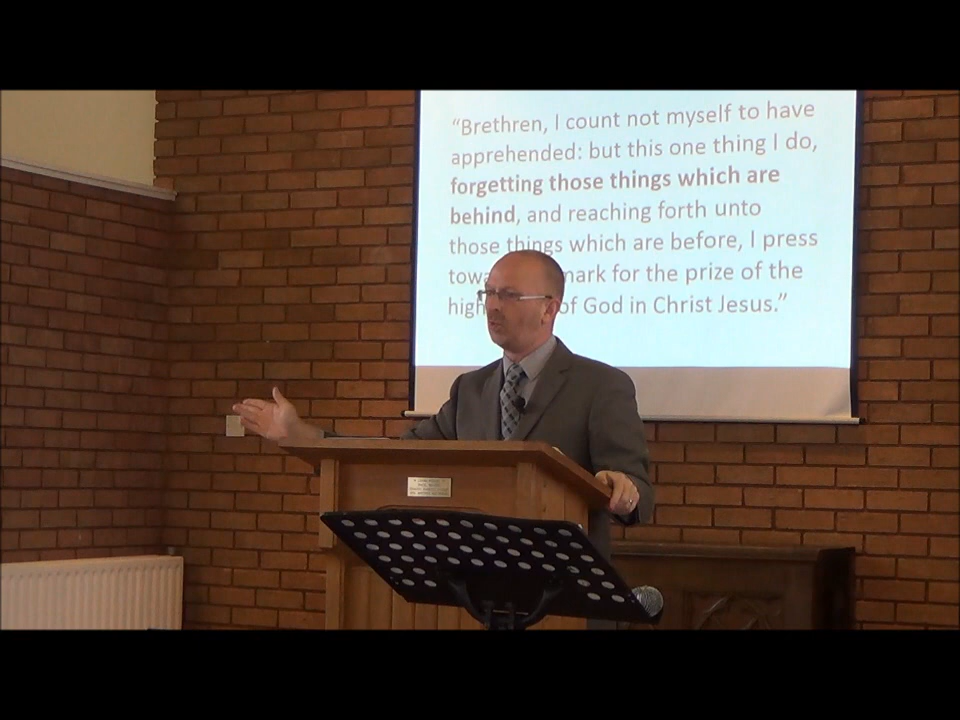 “Brethren, I count not myself to have
apprehended: but this one thing I do,
forgetting those things which are
behind, and reaching forth unto
those things which are before, I press
mark for the prize of the
of God in Christ Jesus.”